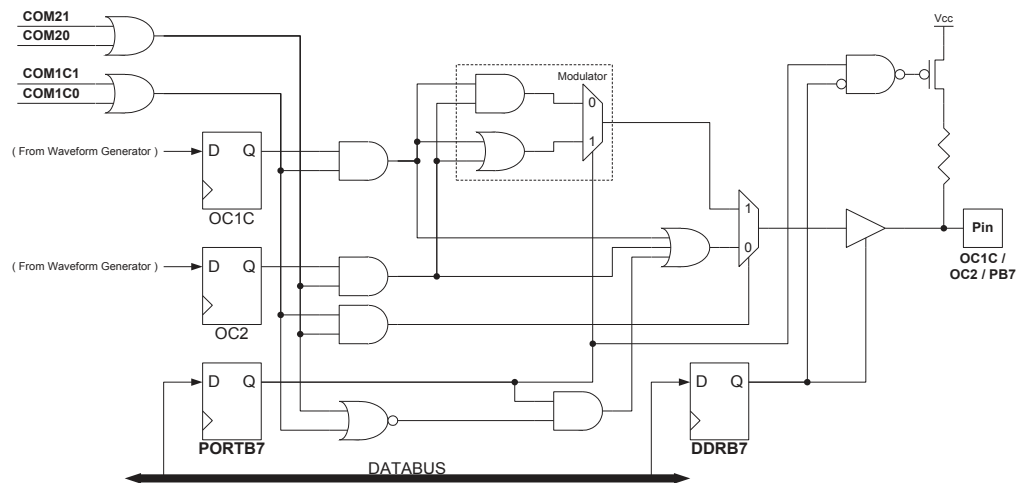 COM21
COM20
COM1C1
COM1C0
Vcc
Modulator
0
1
( From Waveform Generator )
D Q
OC1C
1
0
Pin
OC1C /
OC2 / PB7
( From Waveform Generator )
D Q
OC2
D Q
PORTB7
D Q
DDRB7
DATABUS